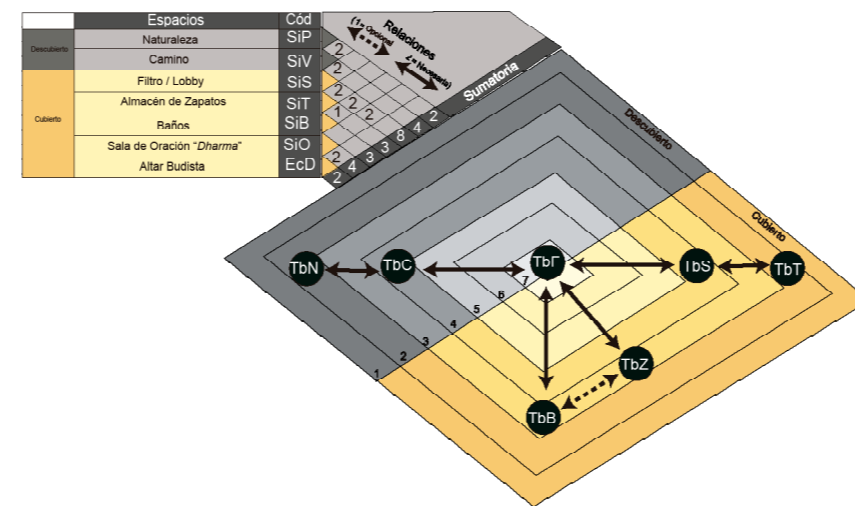 Espacios Cód
Relaciones
(1= Opcional
2= Necesaria)
Sumatoria
Descubierto
Naturaleza SiP
Camino SiV
Cubierto
Filtro / Lobby SiS
Almacén de Zapatos SiT
Baños SiB
Sala de Oración “Dharma” SiO
Altar Budista EcD
2
2
2 2
1 2 2
2
2
2 4 3 3 8 4 2
Descubierto
Cubierto
TbN TbC TbF TbS TbT
TbZ
TbB
1 2 3 4 5 6 7